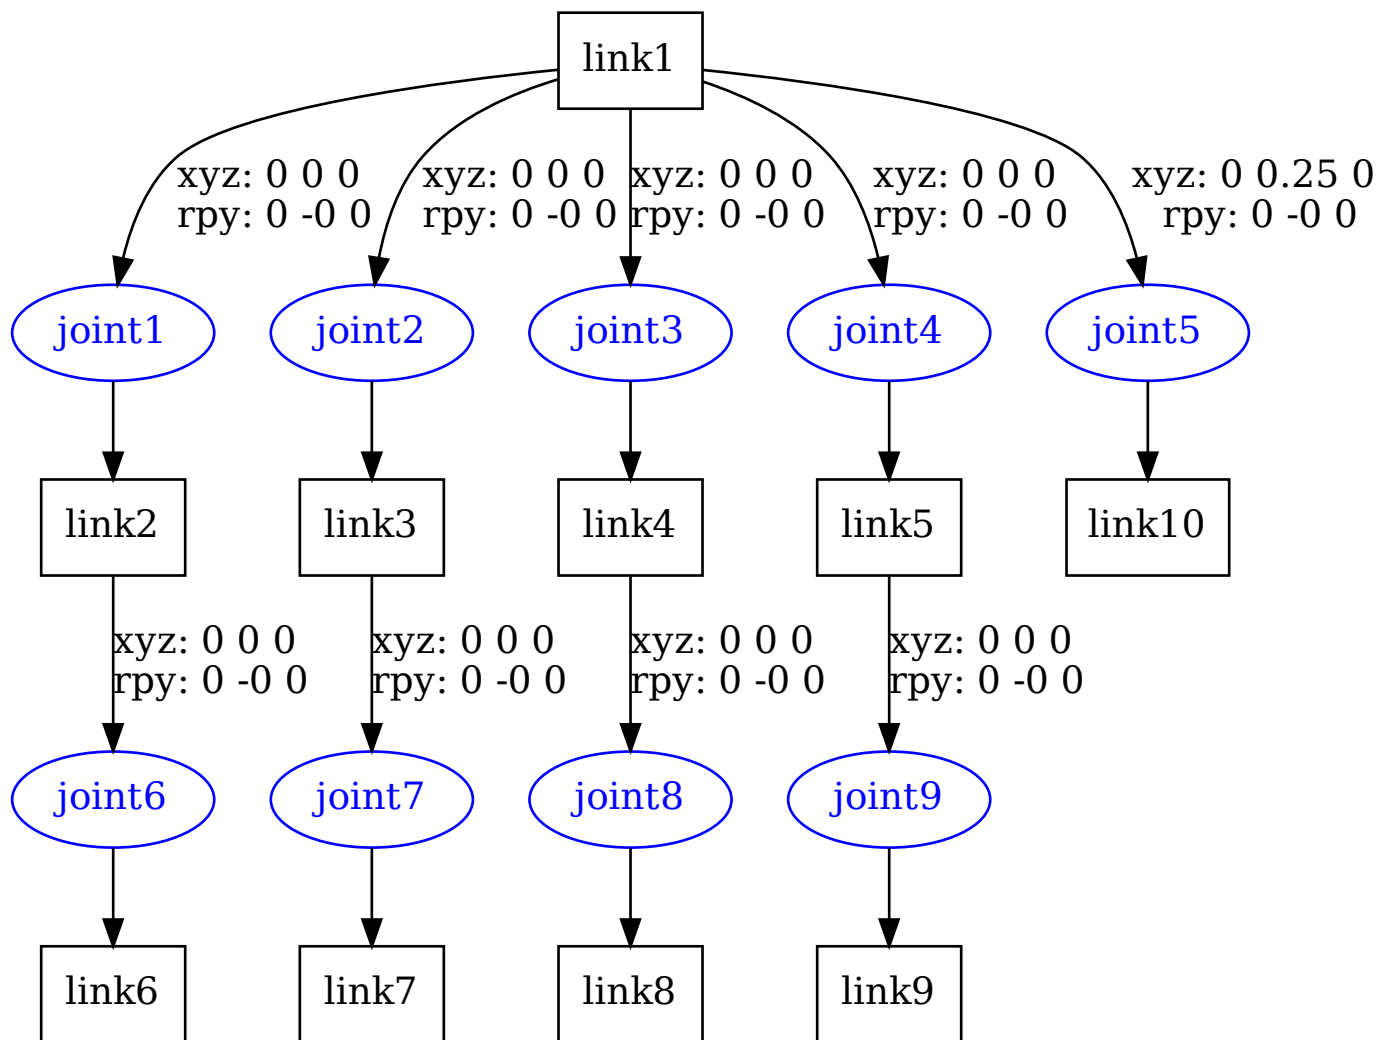 link1
xyz: 0 0 0
rpy: 0 -0 0
xyz: 0 0 0
rpy: 0 -0 0
xyz: 0 0 0
rpy: 0 -0 0
xyz: 0 0 0
rpy: 0 -0 0
xyz: 0 0.25 0
rpy: 0 -0 0
joint1
joint2
joint3
joint4
joint5
link2
link3
link4
link5
link10
xyz: 0 0 0
rpy: 0 -0 0
xyz: 0 0 0
rpy: 0 -0 0
xyz: 0 0 0
rpy: 0 -0 0
xyz: 0 0 0
rpy: 0 -0 0
joint6
joint7
joint8
joint9
link6
link7
link8
link9